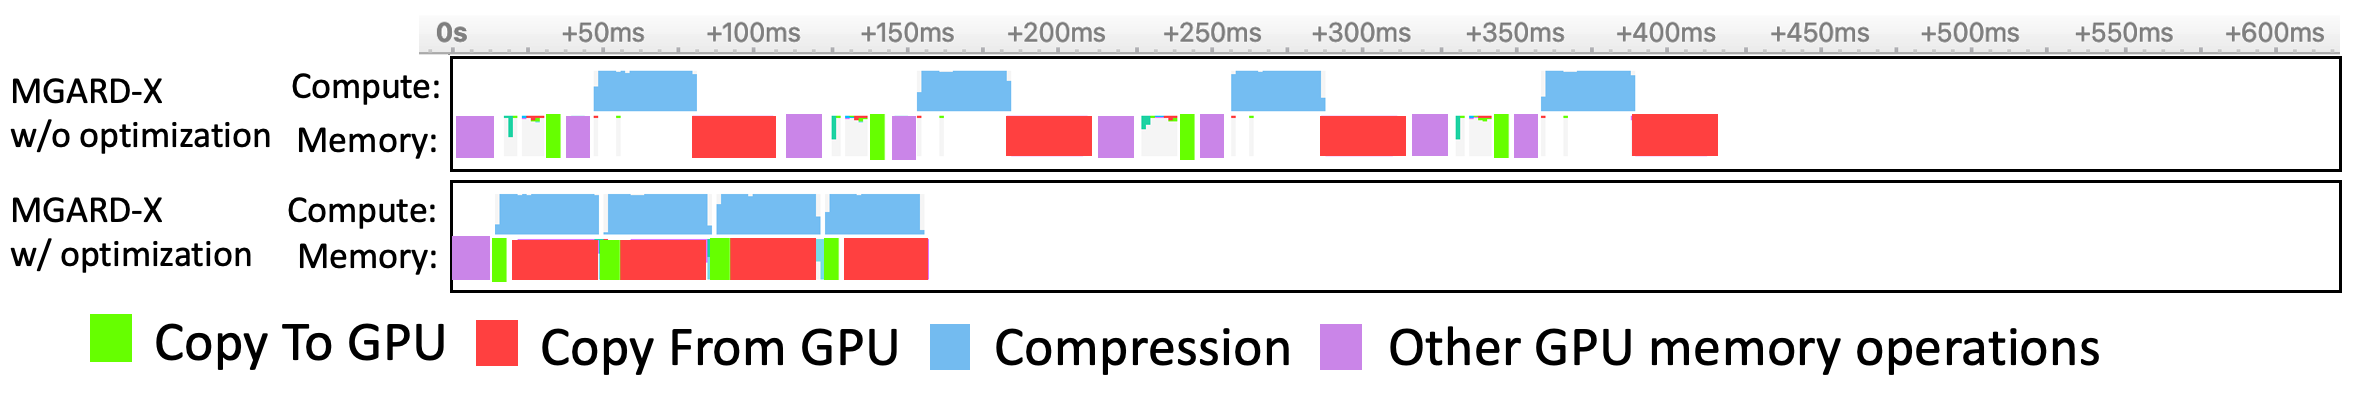 0s +50ms +100ms +150ms +200ms +250ms +300ms +350ms +400ms +450ms +500ms +550ms +600ms
MGARD-X Compute:
w/o optimization Memory:
MGARD-X Compute:
w/ optimization Memory:
Copy To GPU Copy From GPU Compression Other GPU memory operations